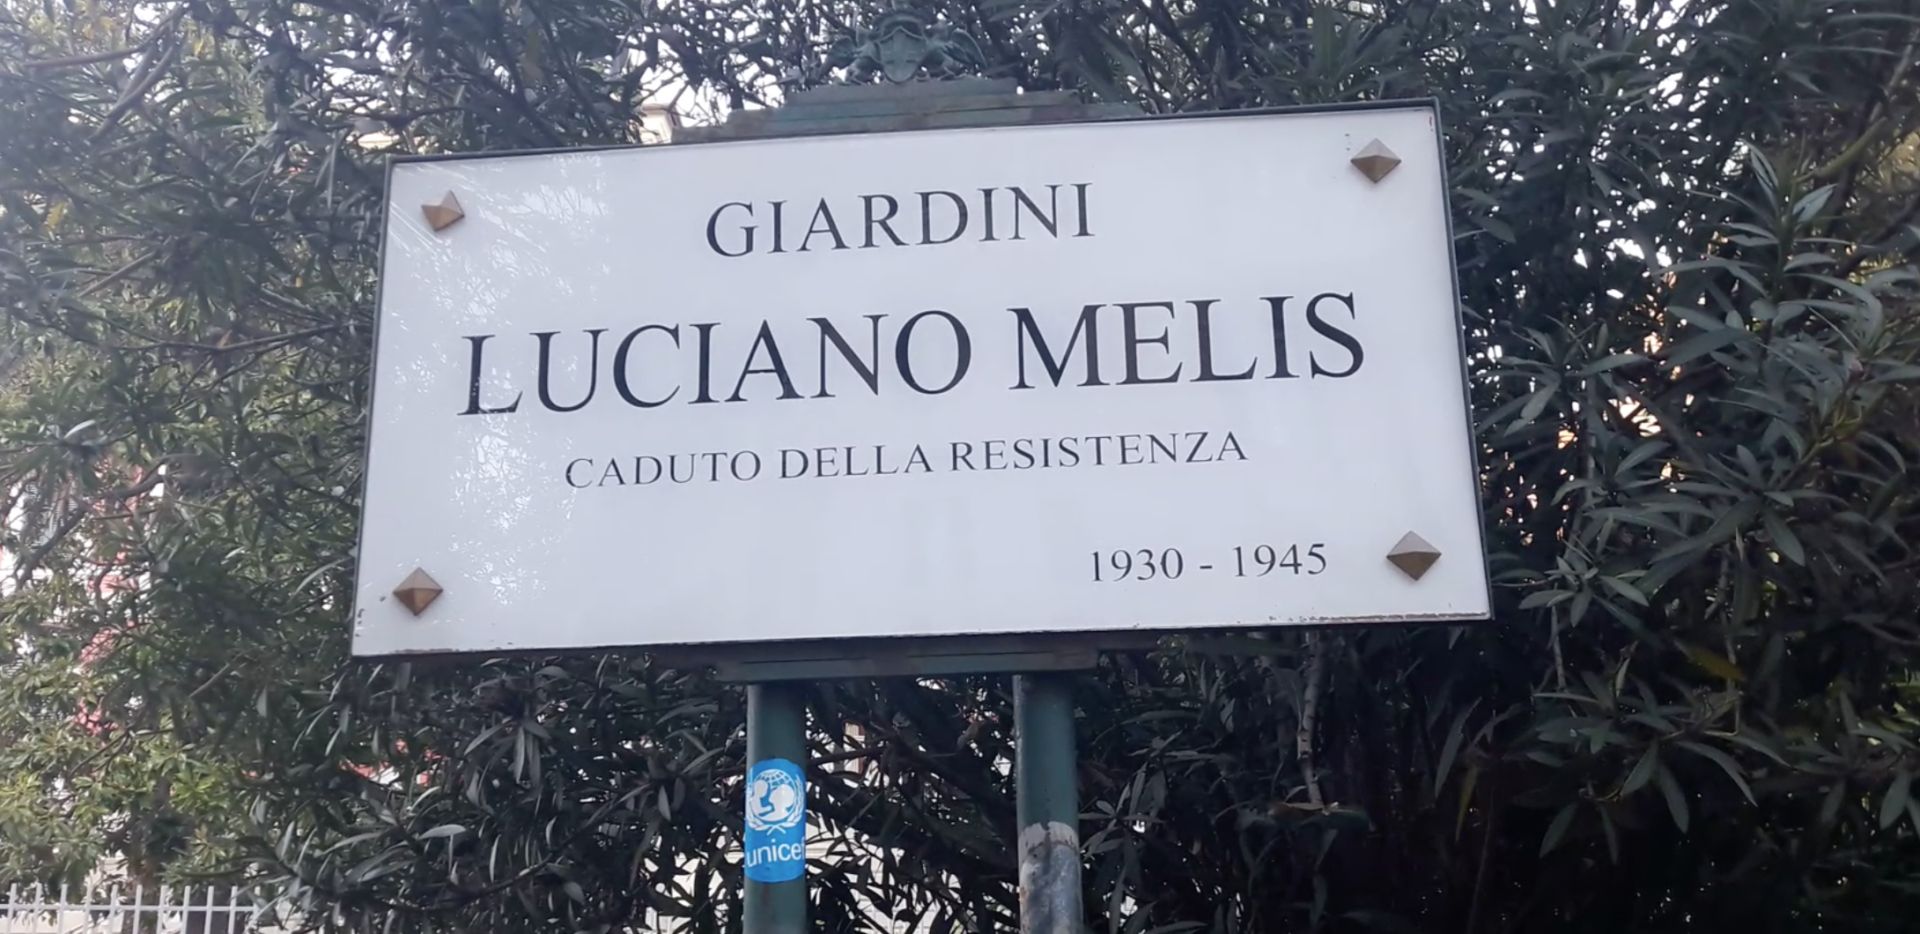 GIARDINI
LUCIANO MELIS
CADUTO DELLA RESISTENZA
1930 - 1945
unicef